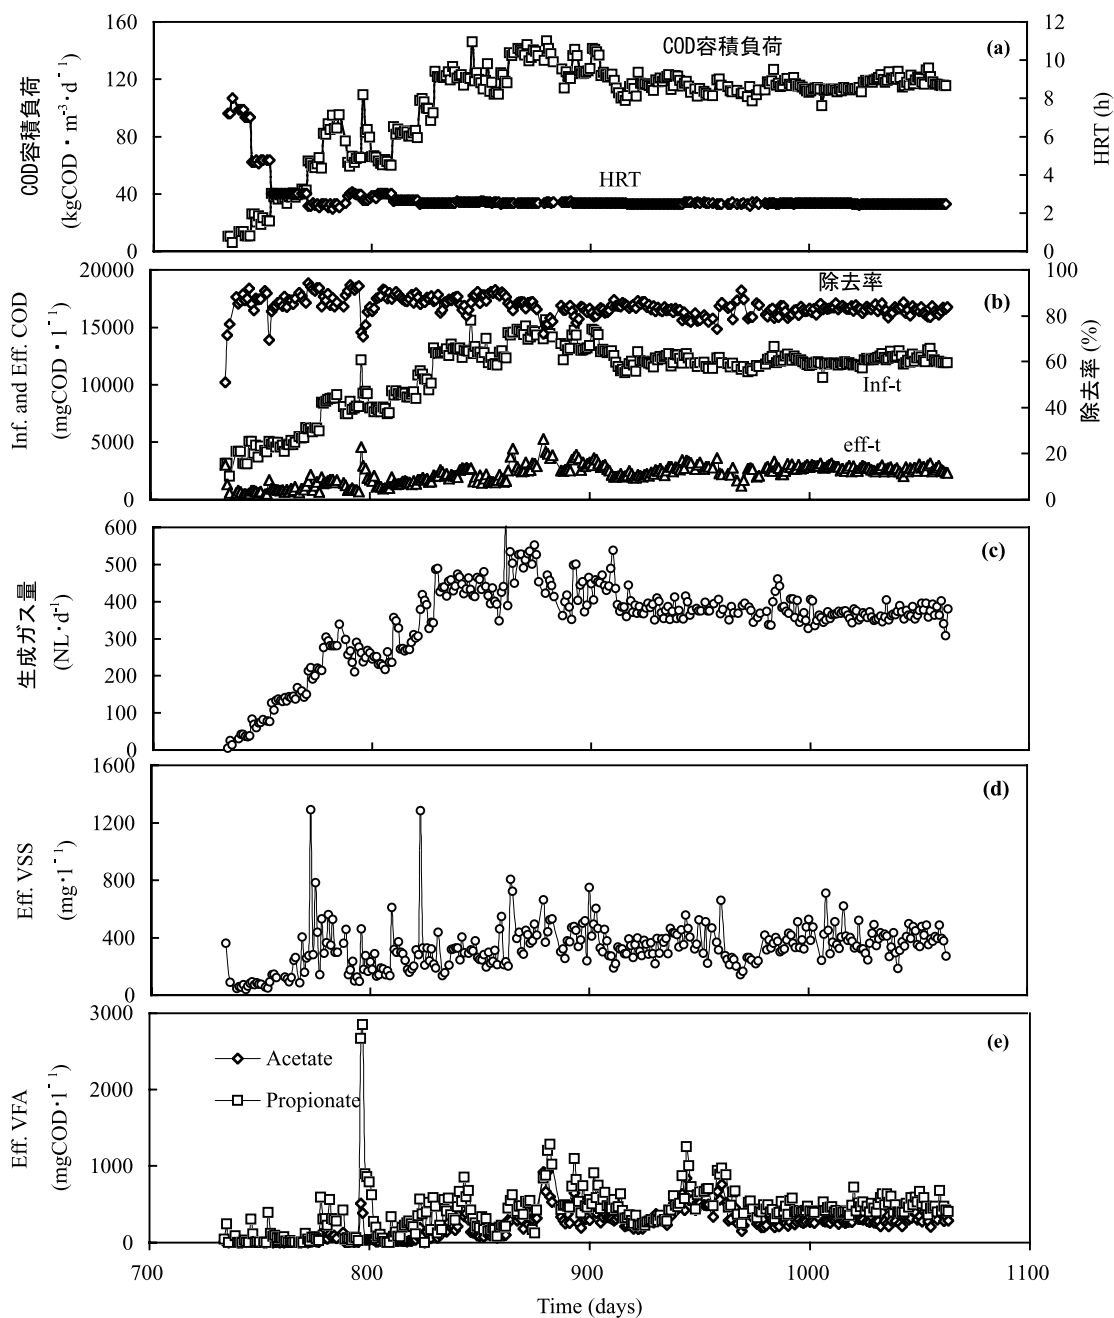 160
120
80
40
0
COD容積負荷
(kgCOD・m⁻³・d⁻¹)
COD容積負荷
(a)
HRT
12
10
8
6
4
2
0
HRT (h)
20000
15000
10000
5000
0
Inf. and Eff. COD
(mgCOD・l⁻¹)
除去率
(b)
Inf-t
eff-t
100
80
60
40
20
0
除去率 (%)
600
500
400
300
200
100
0
生成ガス量
(NL・d-¹)
(c)
1600
1200
800
400
0
Eff. VSS
(mg・l⁻¹)
(d)
3000
2000
1000
0
Eff. VFA
(mgCOD・l⁻¹)
(e)
Acetate
Propionate
700 800 900 1000 1100
Time (days)